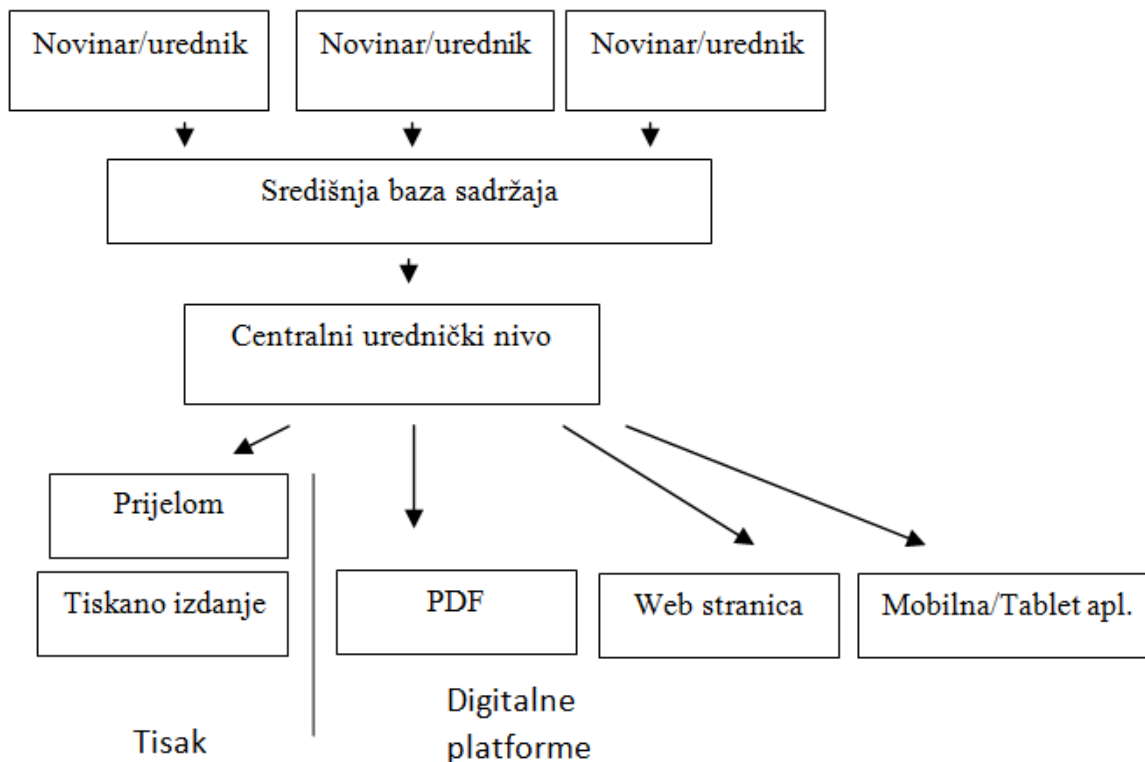 Novinar/urednik
Novinar/urednik
Novinar/urednik
Središnja baza sadržaja
Centralni urednički nivo
Prijelom
Tiskano izdanje
PDF
Web stranica
Mobilna/Tablet apl.
Tisak
Digitalne
platforme